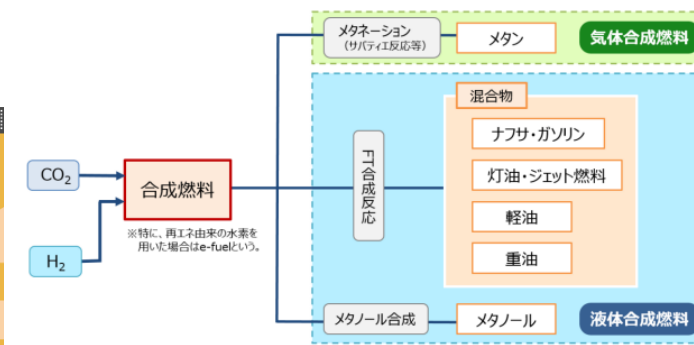 メタネーション
（サバティエ反応等）
メタン
気体合成燃料
混合物
ナフサ・ガソリン
灯油・ジェット燃料
軽油
重油
FT合成反応
CO₂
合成燃料
※特に、再エネ由来の水素を
用いた場合はe-fuelという。
H₂
メタノール合成
メタノール
液体合成燃料